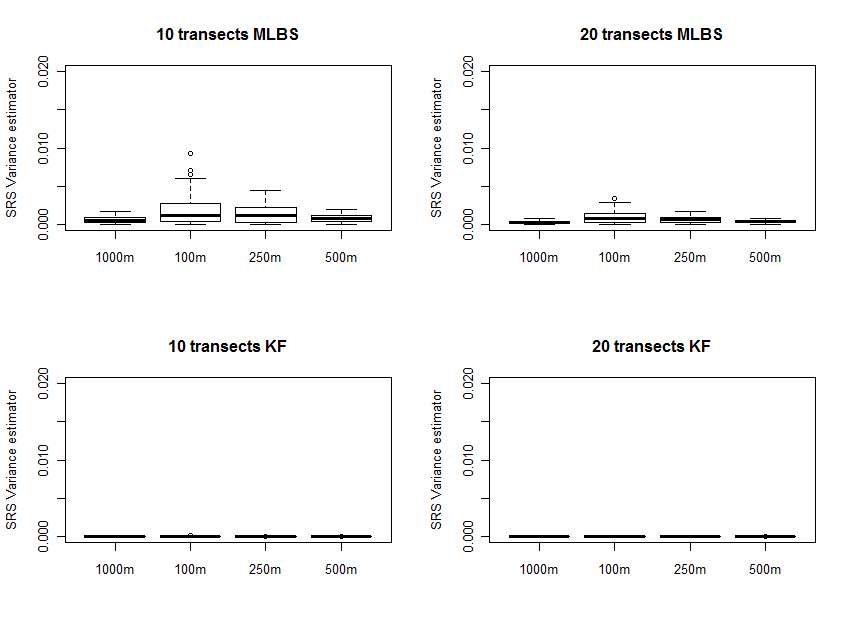 10 transects MLBS
SRS Variance estimator
0.020
0.010
0.000
1000m 100m 250m 500m
20 transects MLBS
SRS Variance estimator
0.020
0.010
0.000
1000m 100m 250m 500m
10 transects KF
SRS Variance estimator
0.020
0.010
0.000
1000m 100m 250m 500m
20 transects KF
SRS Variance estimator
0.020
0.010
0.000
1000m 100m 250m 500m